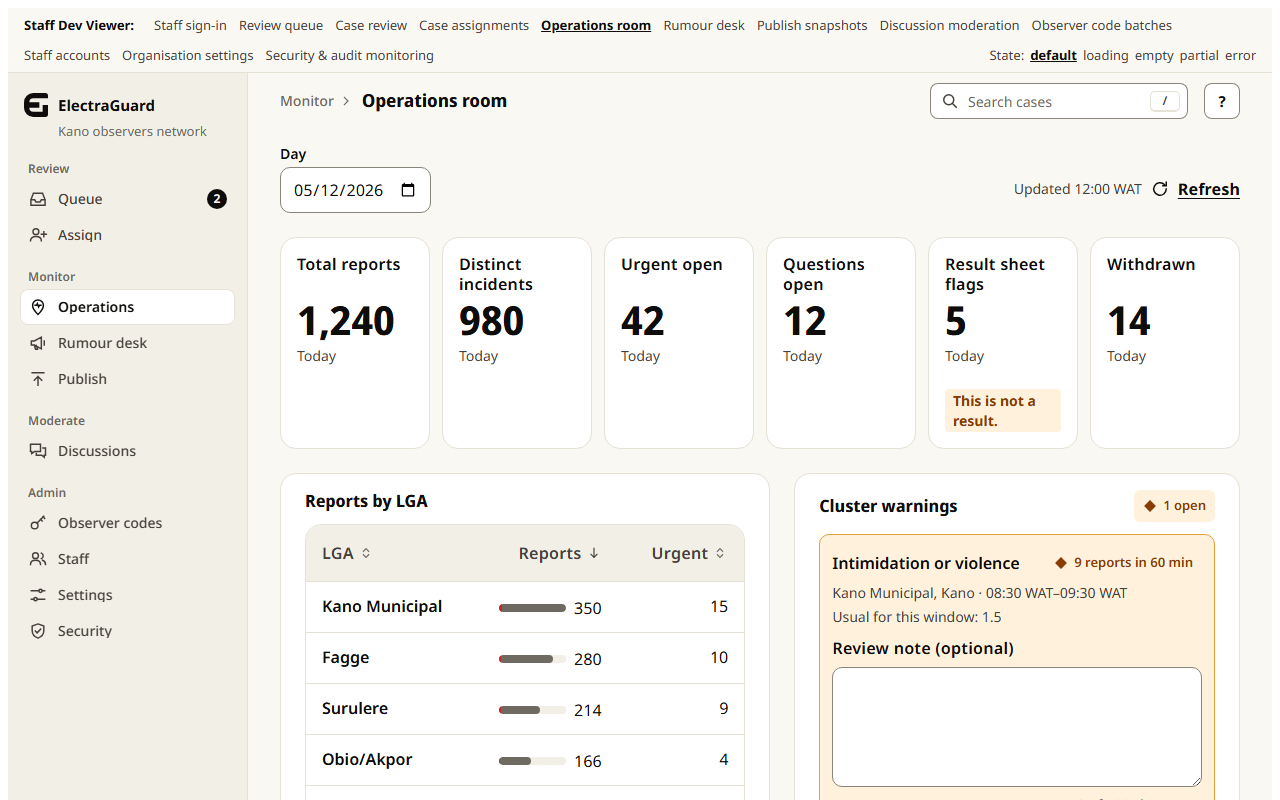 Staff Dev Viewer: Staff sign-in Review queue Case review Case assignments Operations room Rumour desk Publish snapshots Discussion moderation Observer code batches
Staff accounts Organisation settings Security & audit monitoring State: default loading empty partial error
ElectraGuard
Kano observers network
Review
Queue 2
Assign
Monitor
Operations
Rumour desk
Publish
Moderate
Discussions
Admin
Observer codes
Staff
Settings
Security
Monitor > Operations room
Search cases /
?
Day
05/12/2026
Updated 12:00 WAT Refresh
Total reports
1,240
Today
Distinct
incidents
980
Today
Urgent open
42
Today
Questions
open
12
Today
Result sheet
flags
5
Today
This is not a
result.
Withdrawn
14
Today
Reports by LGA
LGA Reports Urgent
Kano Municipal 350 15
Fagge 280 10
Surulere 214 9
Obio/Akpor 166 4
Cluster warnings 1 open
Intimidation or violence 9 reports in 60 min
Kano Municipal, Kano · 08:30 WAT–09:30 WAT
Usual for this window: 1.5
Review note (optional)